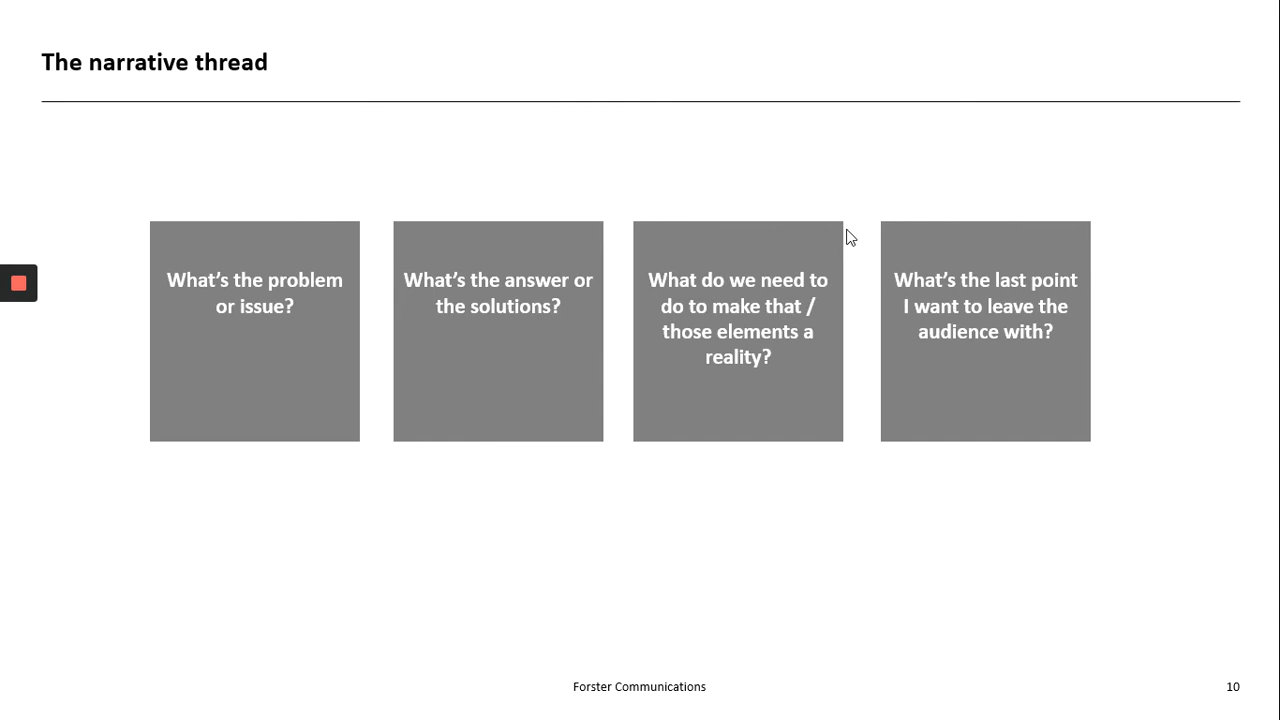 The narrative thread
What’s the problem
or issue?
What’s the answer or
the solutions?
What do we need to
do to make that /
those elements a
reality?
What’s the last point
I want to leave the
audience with?
Forster Communications
10